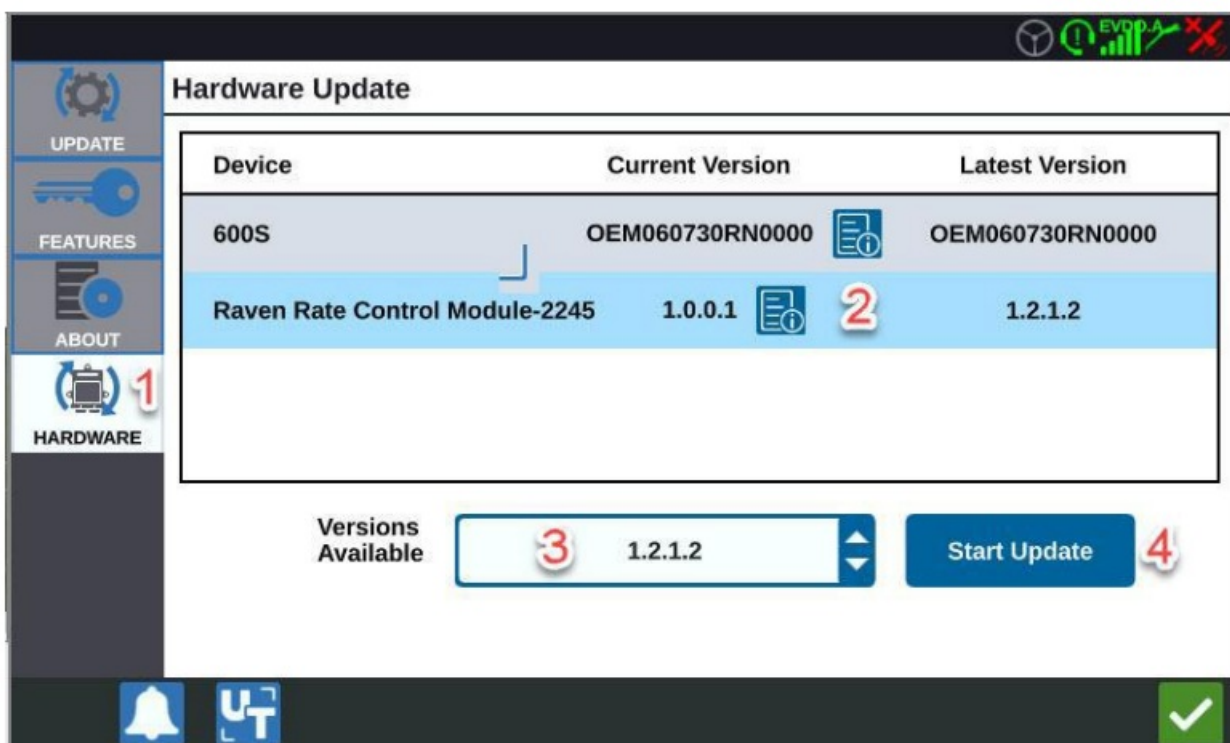 EVDO.A
Hardware Update
UPDATE
FEATURES
ABOUT
HARDWARE 1
Device Current Version Latest Version
600S OEM060730RN0000 OEM060730RN0000
Raven Rate Control Module-2245 1.0.0.1 2 1.2.1.2
Versions
Available
3 1.2.1.2
Start Update 4
UT